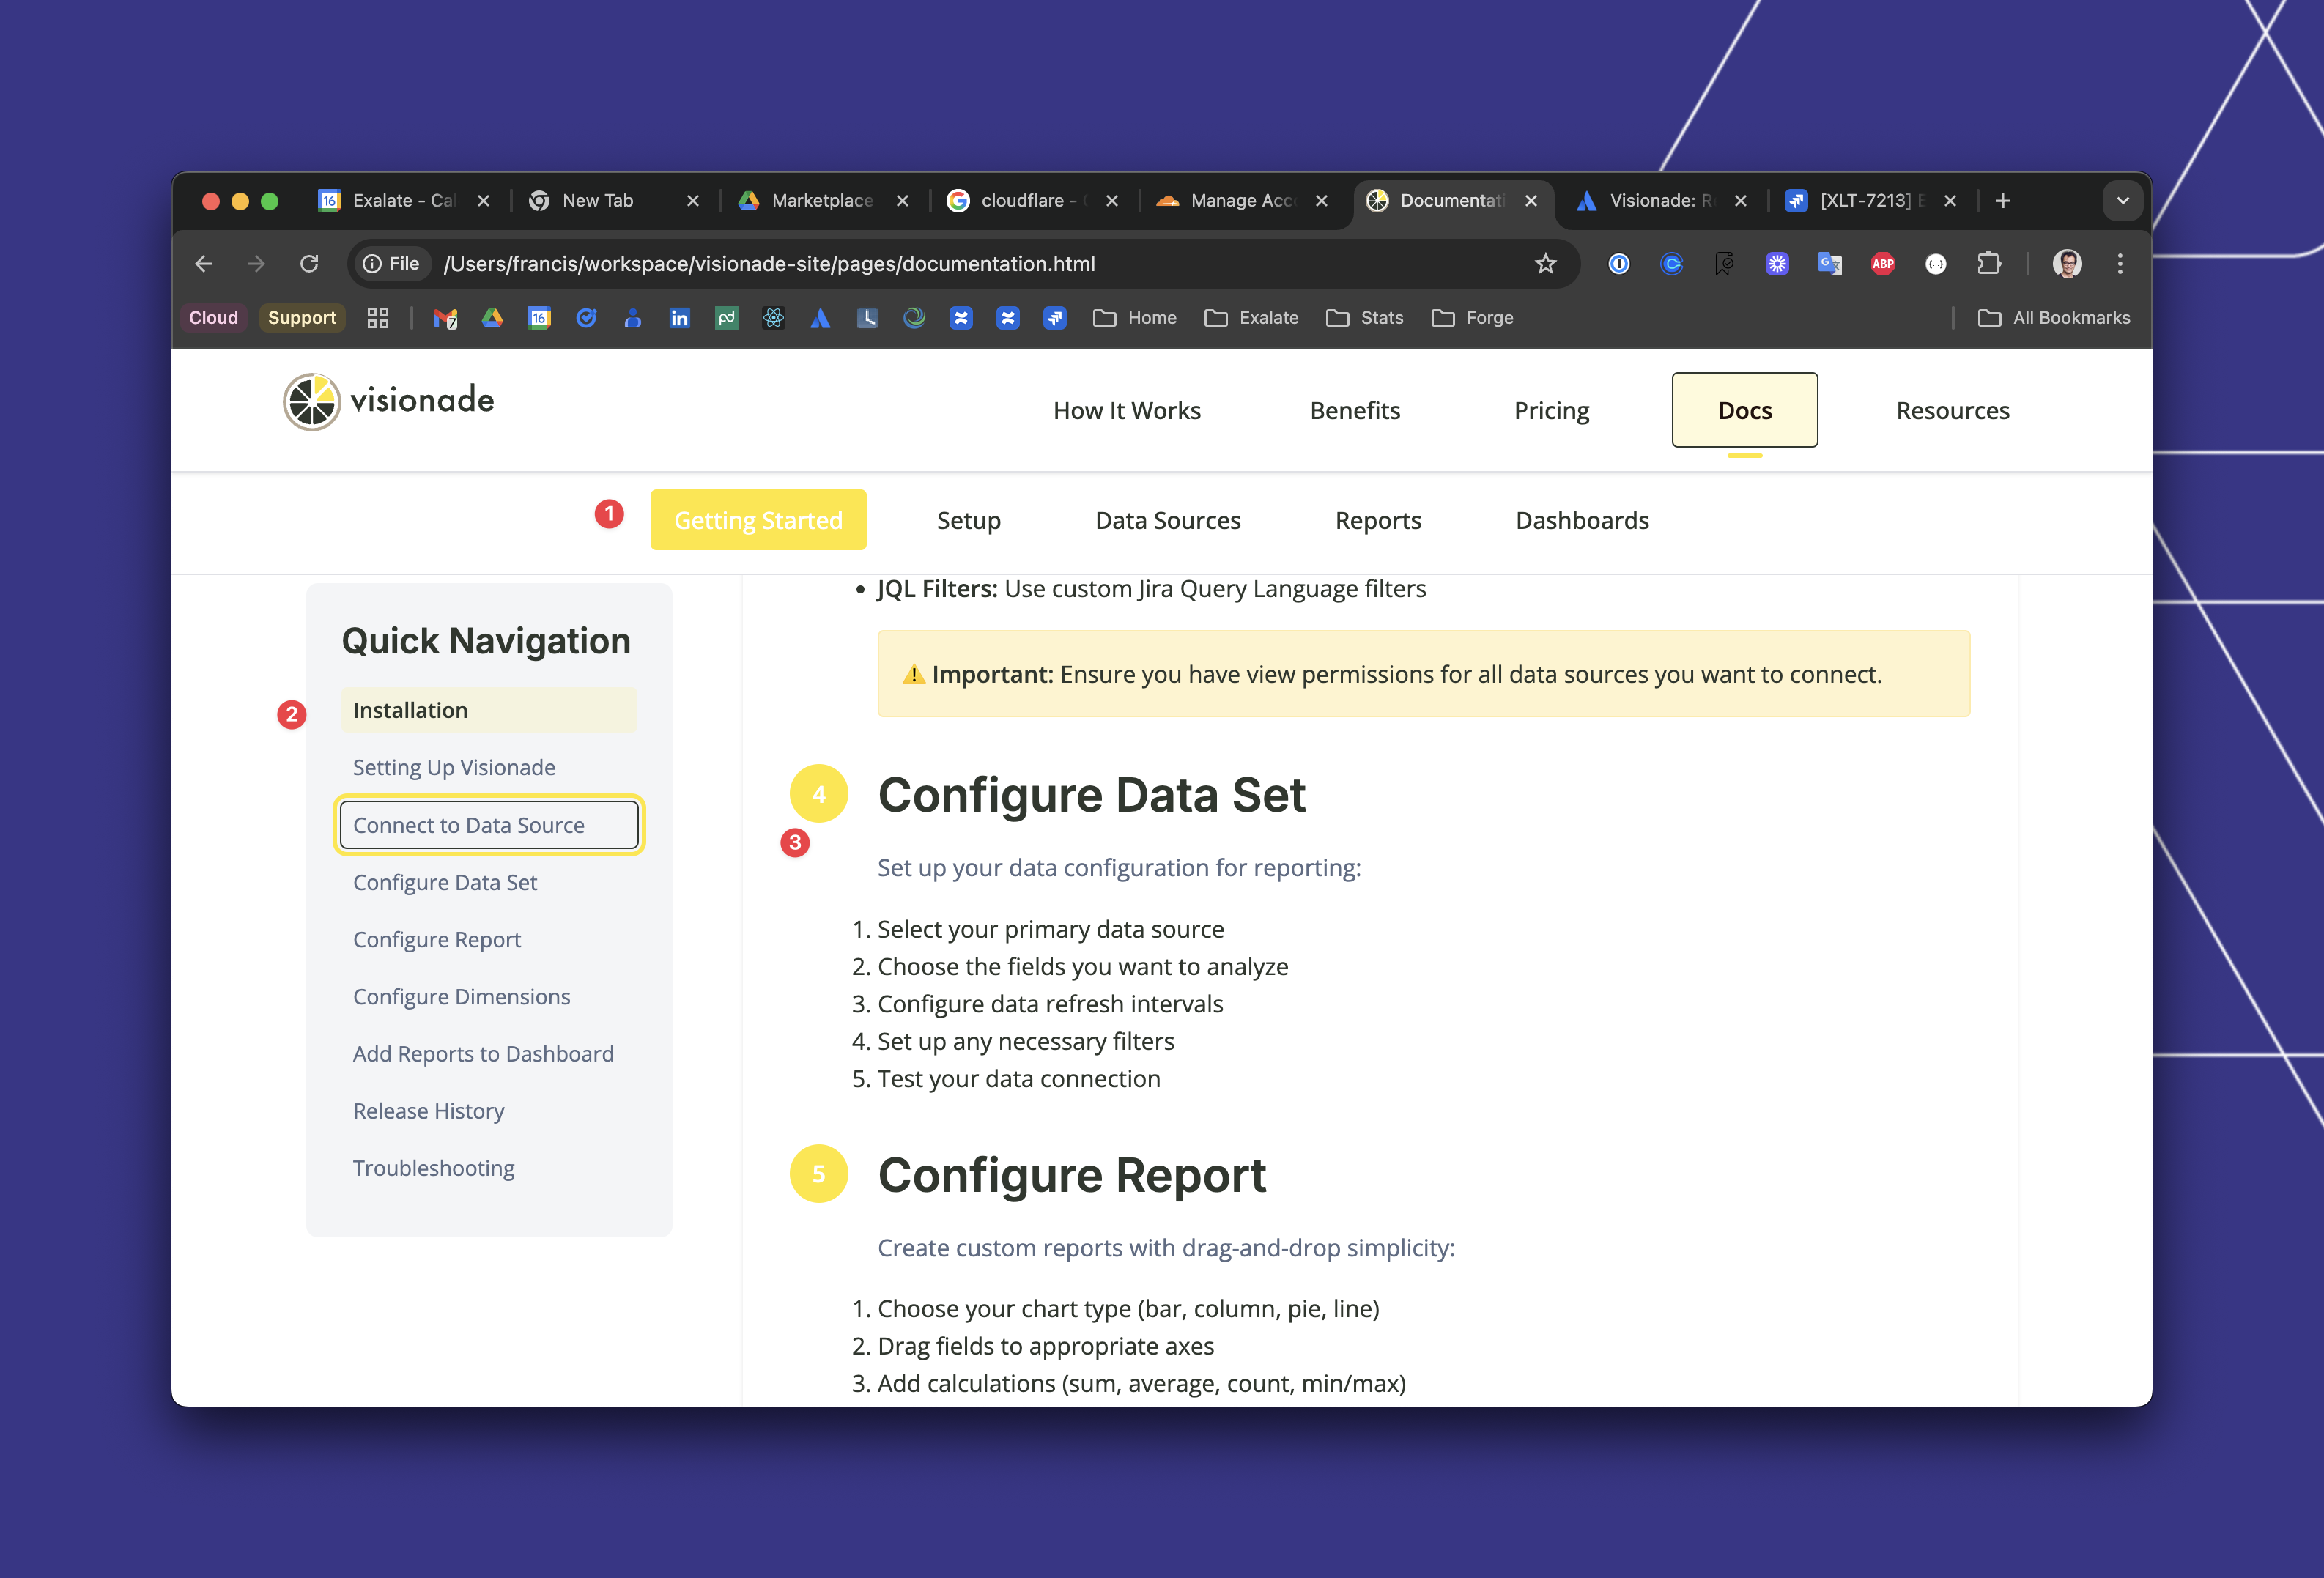 16 Exalate - Cal
New Tab
Marketplace
cloudflare -
Manage Acc
Documentati
Visionade: R
[XLT-7213] E
File
/Users/francis/workspace/visionade-site/pages/documentation.html
ABP
Cloud
Support
7
16
in
pd
Home
Exalate
Stats
Forge
All Bookmarks
visionade
How It Works
Benefits
Pricing
Docs
Resources
1
Getting Started
Setup
Data Sources
Reports
Dashboards
Quick Navigation
2
Installation
Setting Up Visionade
Connect to Data Source
Configure Data Set
Configure Report
Configure Dimensions
Add Reports to Dashboard
Release History
Troubleshooting
• JQL Filters: Use custom Jira Query Language filters
⚠️ Important: Ensure you have view permissions for all data sources you want to connect.
4
Configure Data Set
3
Set up your data configuration for reporting:
1. Select your primary data source
2. Choose the fields you want to analyze
3. Configure data refresh intervals
4. Set up any necessary filters
5. Test your data connection
5
Configure Report
Create custom reports with drag-and-drop simplicity:
1. Choose your chart type (bar, column, pie, line)
2. Drag fields to appropriate axes
3. Add calculations (sum, average, count, min/max)